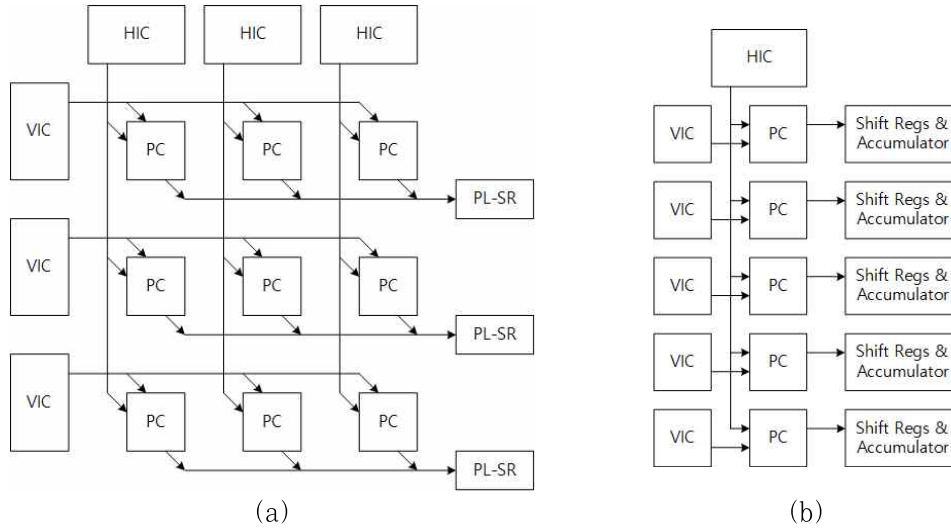 HIC
HIC
HIC
VIC
PC
PC
PC
PL-SR
VIC
PC
PC
PC
PL-SR
VIC
PC
PC
PC
PL-SR
(a)
HIC
VIC
PC
Shift Regs &
Accumulator
VIC
PC
Shift Regs &
Accumulator
VIC
PC
Shift Regs &
Accumulator
VIC
PC
Shift Regs &
Accumulator
VIC
PC
Shift Regs &
Accumulator
(b)